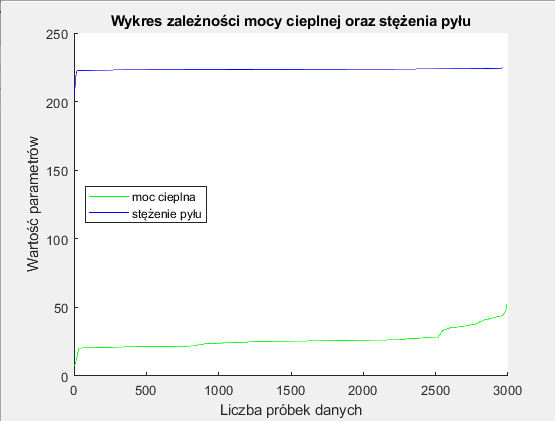 Wykres zależności mocy cieplnej oraz stężenia pyłu
250
200
150
100
50
0
Wartość parametrów
moc cieplna
stężenie pyłu
0 500 1000 1500 2000 2500 3000
Liczba próbek danych